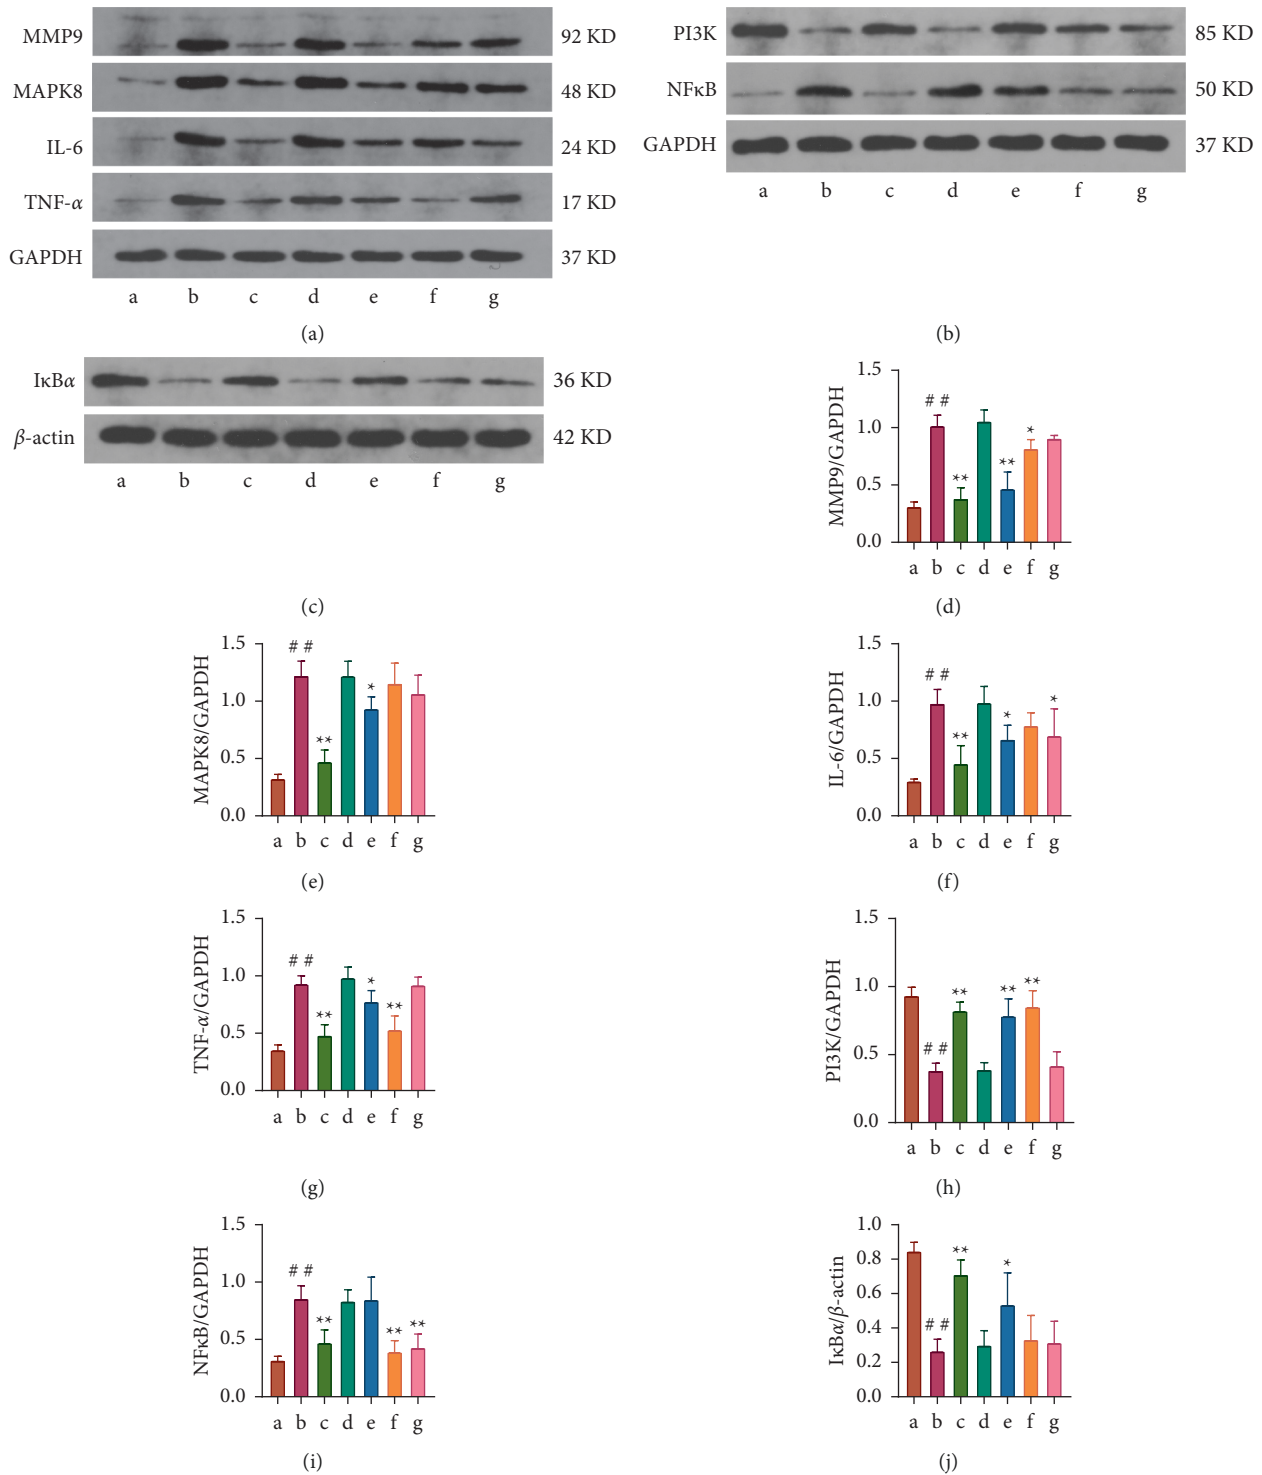 MMP9 92 KD
MAPK8 48 KD
IL-6 24 KD
TNF-α 17 KD
GAPDH 37 KD
a b c d e f g
(a)
PI3K 85 KD
NFκB 50 KD
GAPDH 37 KD
a b c d e f g
(b)
IκBα 36 KD
β-actin 42 KD
a b c d e f g
(c)
1.5
1.0
0.5
0.0
MMP9/GAPDH
# #
**
**
*
a b c d e f g
(d)
1.5
1.0
0.5
0.0
MAPK8/GAPDH
# #
**
*
a b c d e f g
(e)
1.5
1.0
0.5
0.0
IL-6/GAPDH
# #
**
*
*
a b c d e f g
(f)
1.5
1.0
0.5
0.0
TNF-α/GAPDH
# #
**
*
**
a b c d e f g
(g)
1.5
1.0
0.5
0.0
PI3K/GAPDH
# #
**
**
**
a b c d e f g
(h)
1.5
1.0
0.5
0.0
NFκB/GAPDH
# #
**
**
**
a b c d e f g
(i)
1.0
0.8
0.6
0.4
0.2
0.0
IκBα/β-actin
# #
**
*
a b c d e f g
(j)